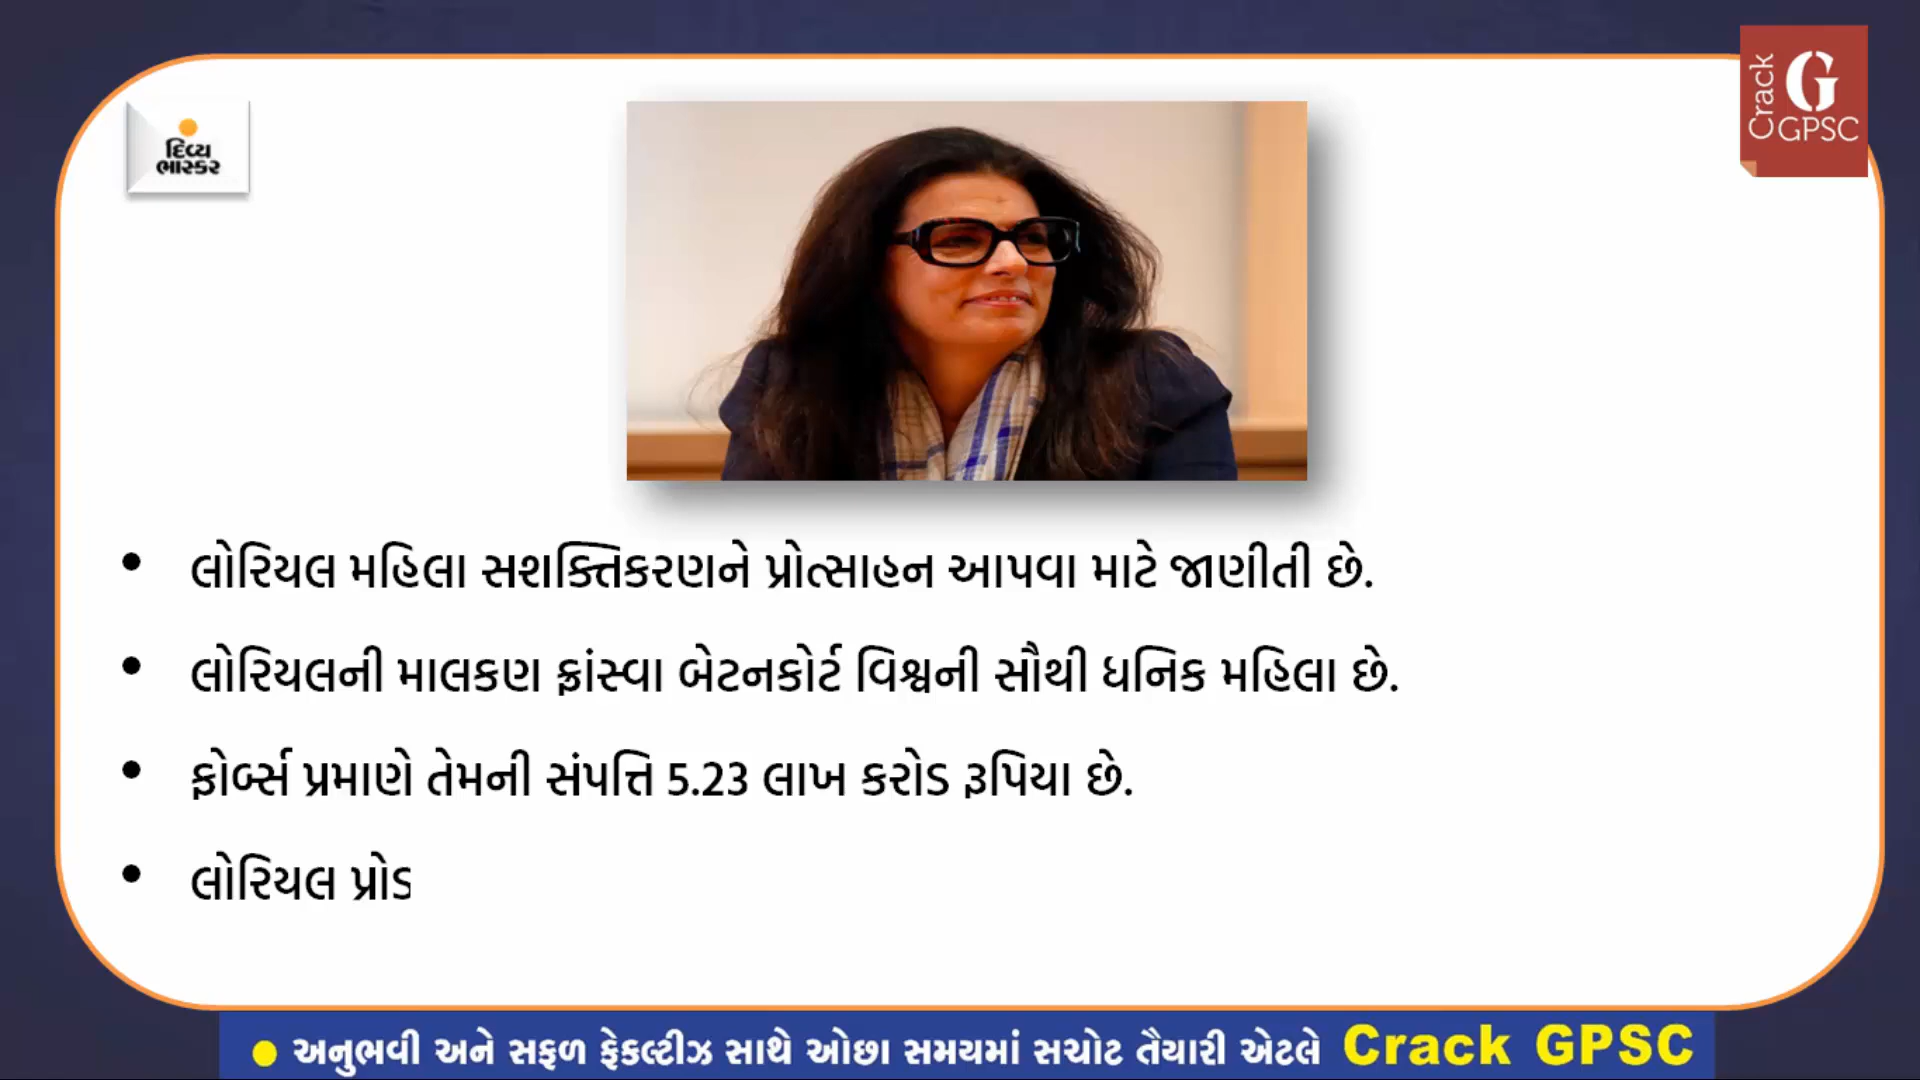 દિવ્ય
ભાસ્કર
Crack
G
GPSC
• લોરિયલ મહિલા સશક્તિકરણને પ્રોત્સાહન આપવા માટે જાણીતી છે.
• લોરિયલની માલકણ ફ્રાંસ્વા બેટનકોર્ટ વિશ્વની સૌથી ધનિક મહિલા છે.
• ફોર્બ્સ પ્રમાણે તેમની સંપત્તિ 5.23 લાખ કરોડ રૂપિયા છે.
• લોરિયલ પ્રોડ
અનુભવી અને સફળ ફેકલ્ટીઝ સાથે ઓછા સમયમાં સચોટ તૈયારી એટલે Crack GPSC